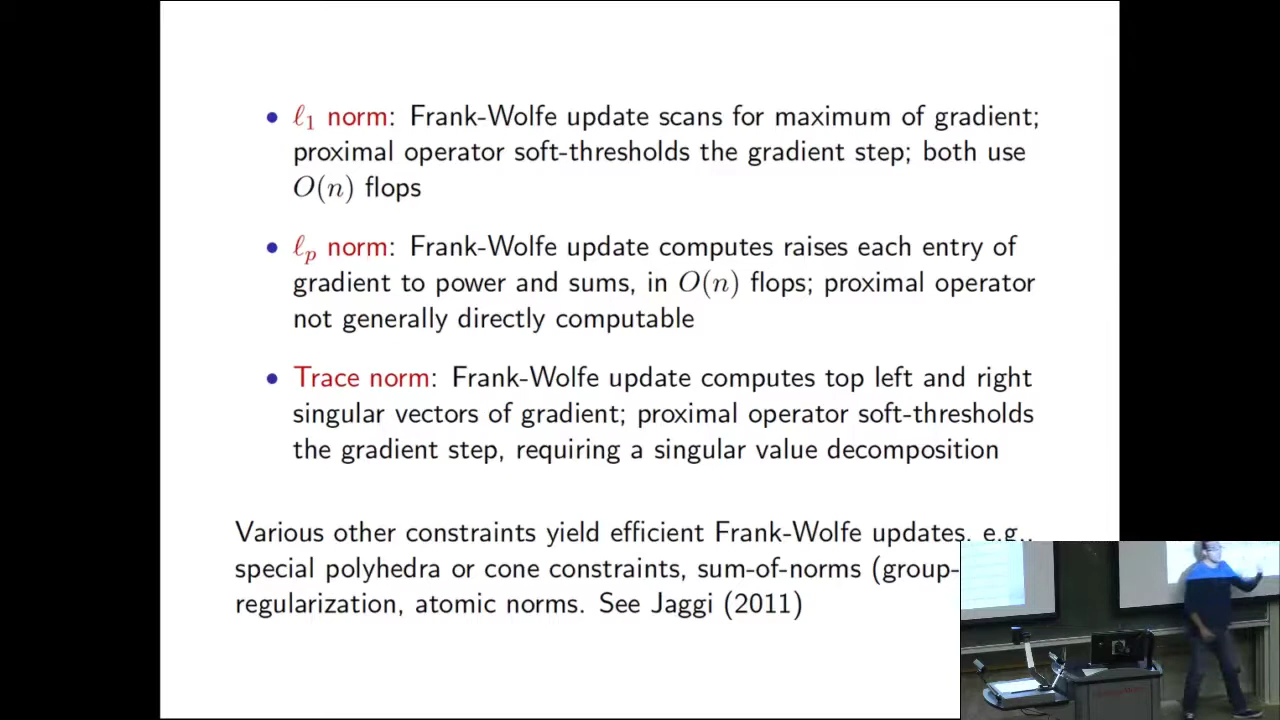 • ℓ1 norm: Frank-Wolfe update scans for maximum of gradient;
proximal operator soft-thresholds the gradient step; both use
O(n) flops
• ℓp norm: Frank-Wolfe update computes raises each entry of
gradient to power and sums, in O(n) flops; proximal operator
not generally directly computable
• Trace norm: Frank-Wolfe update computes top left and right
singular vectors of gradient; proximal operator soft-thresholds
the gradient step, requiring a singular value decomposition
Various other constraints yield efficient Frank-Wolfe updates, e.g.,
special polyhedra or cone constraints, sum-of-norms (group-
regularization, atomic norms. See Jaggi (2011)